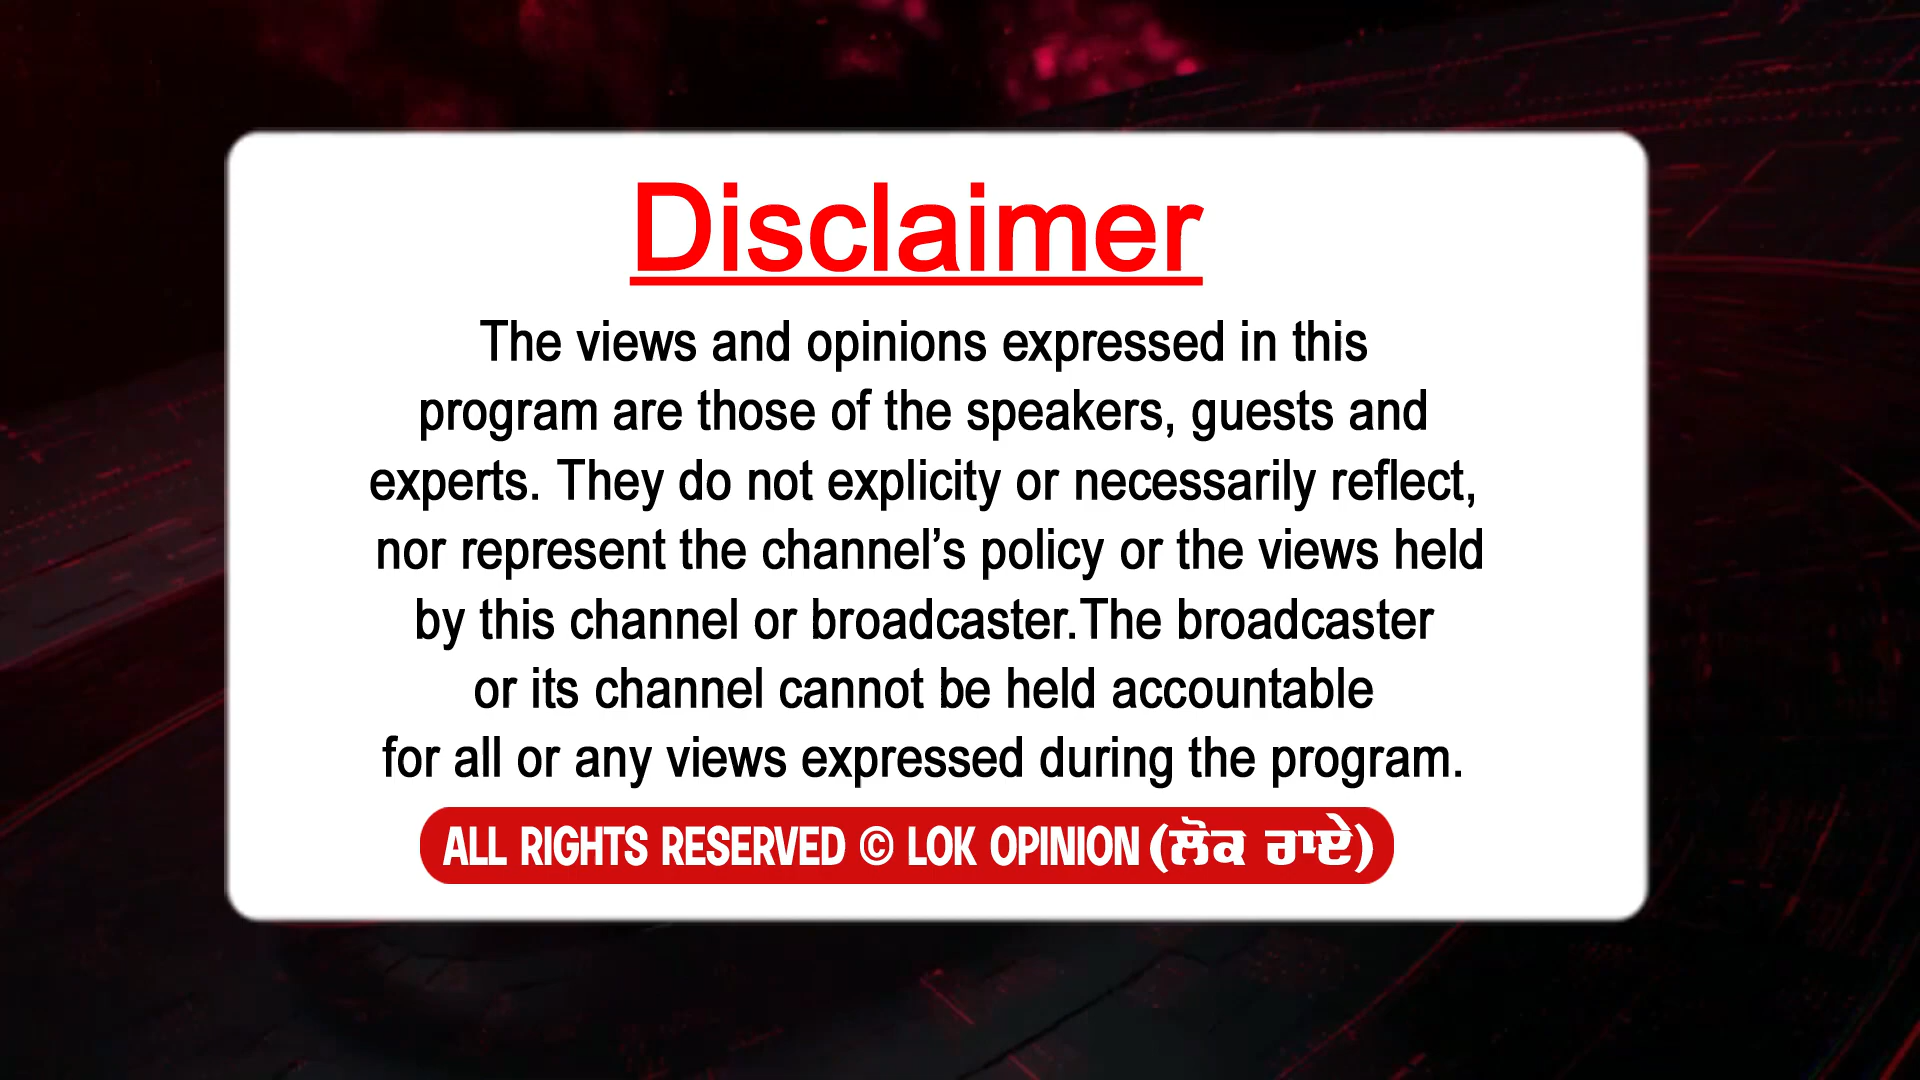 Disclaimer
The views and opinions expressed in this
program are those of the speakers, guests and
experts. They do not explicity or necessarily reflect,
nor represent the channel’s policy or the views held
by this channel or broadcaster.The broadcaster
or its channel cannot be held accountable
for all or any views expressed during the program.
ALL RIGHTS RESERVED © LOK OPINION (ਲੋਕ ਰਾਏ)